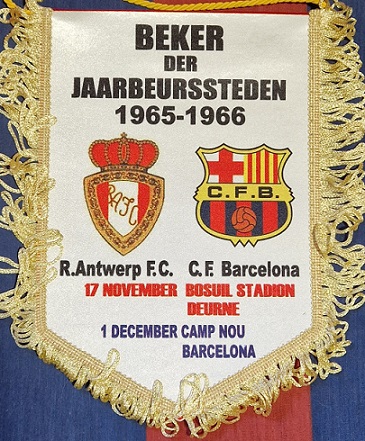 BEKER
DER
JAARBEURSSTEDEN
1965-1966
RAFC
C.F.B.
R.Antwerp F.C. C.F. Barcelona
17 NOVEMBER BOSUIL STADION
DEURNE
1 DECEMBER CAMP NOU
BARCELONA